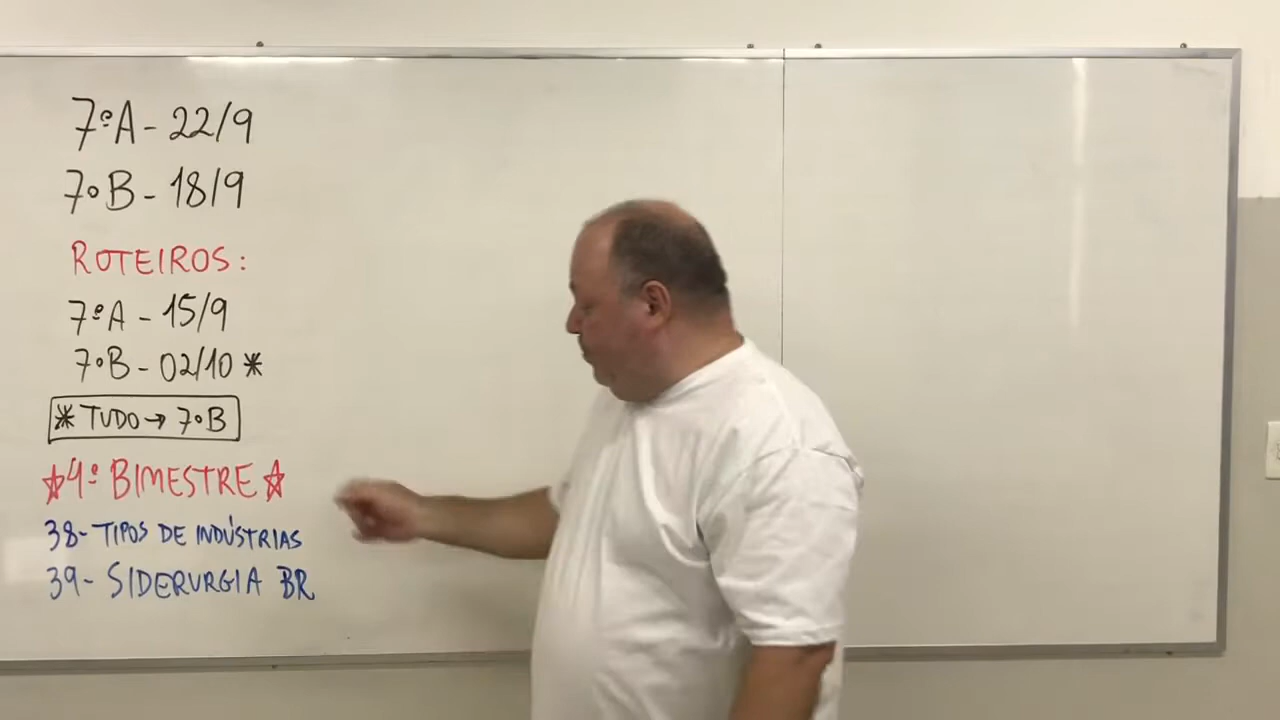 7ºA - 22/9
7ºB - 18/9
ROTEIROS:
7ºA - 15/9
7ºB - 02/10 *
* TUDO → 7ºB
☆4º BIMESTRE☆
38- TIPOS DE INDÚSTRIAS
39- SIDERURGIA BR